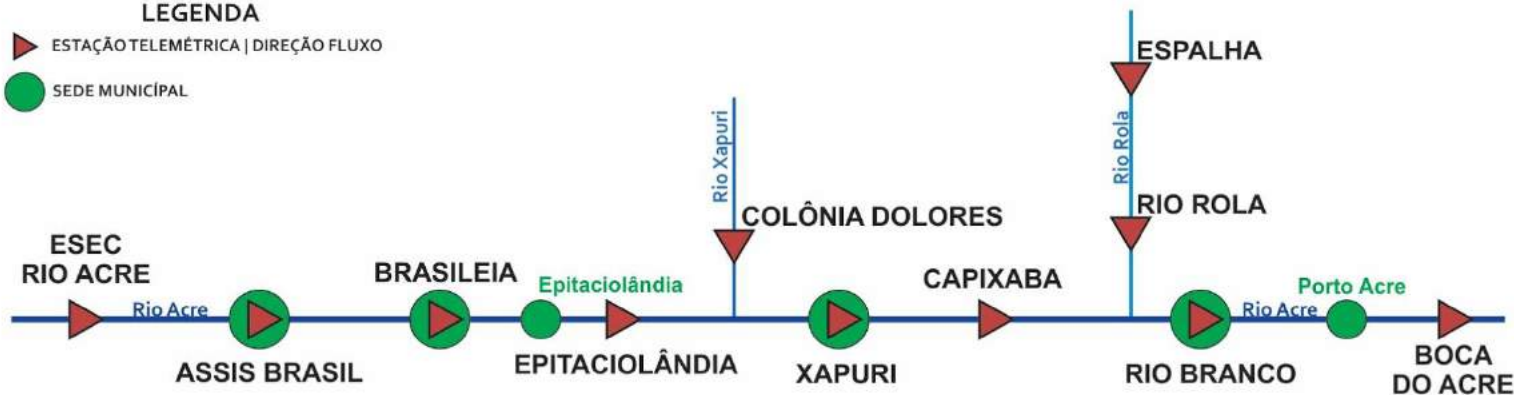 LEGENDA
ESTAÇÃO TELEMÉTRICA | DIREÇÃO FLUXO
SEDE MUNICÍPAL
ESPALHA
Rio Xapuri
Rio Rola
COLÔNIA DOLORES
RIO ROLA
ESEC
RIO ACRE
BRASILEIA
Epitaciolândia
CAPIXABA
Porto Acre
Rio Acre
Rio Acre
ASSIS BRASIL
EPITACIOLÂNDIA
XAPURI
RIO BRANCO
BOCA
DO ACRE